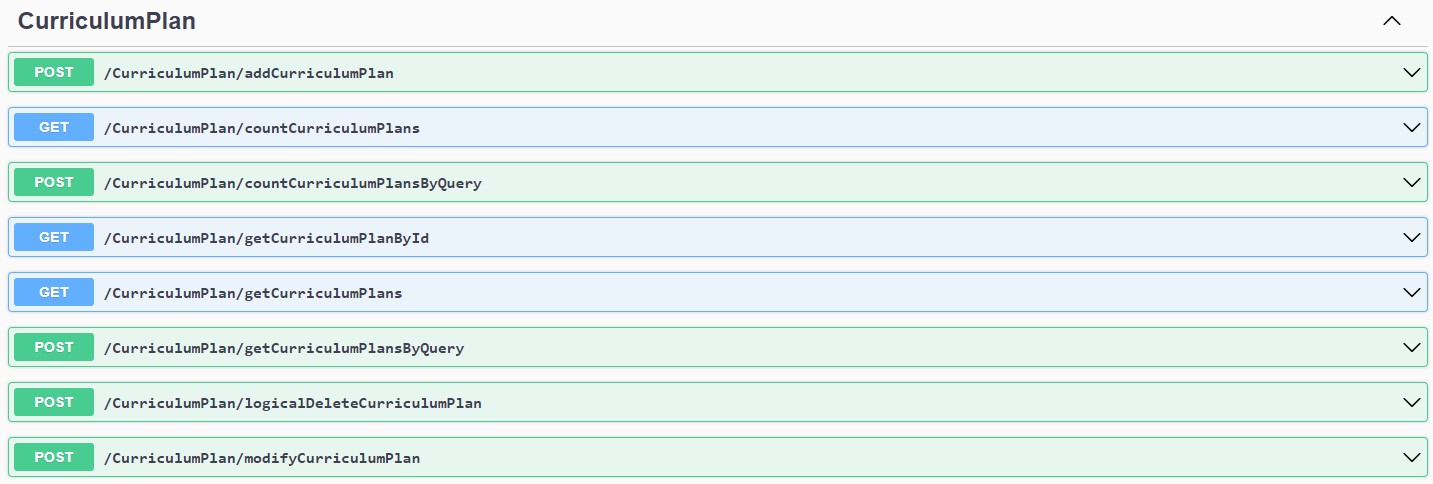 CurriculumPlan
POST /CurriculumPlan/addCurriculumPlan
GET /CurriculumPlan/countCurriculumPlans
POST /CurriculumPlan/countCurriculumPlansByQuery
GET /CurriculumPlan/getCurriculumPlanById
GET /CurriculumPlan/getCurriculumPlans
POST /CurriculumPlan/getCurriculumPlansByQuery
POST /CurriculumPlan/logicalDeleteCurriculumPlan
POST /CurriculumPlan/modifyCurriculumPlan